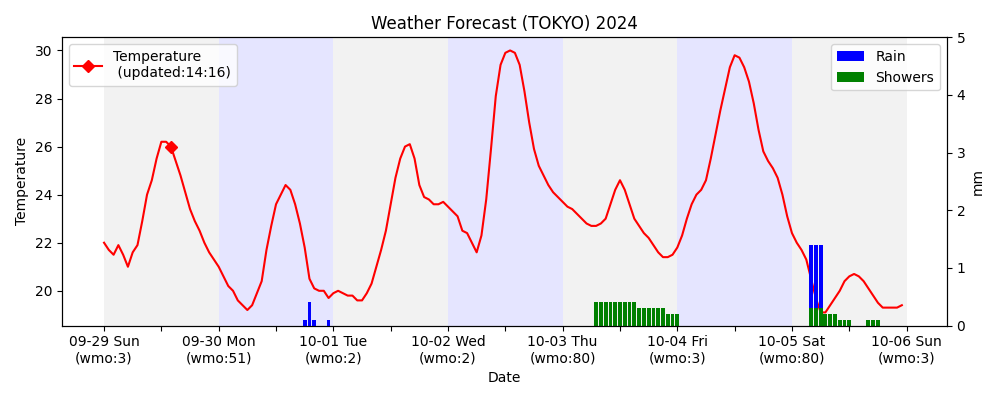 Weather Forecast (TOKYO) 2024
Temperature
(updated:14:16)
Rain
Showers
30
28
26
24
22
20
Temperature
5
4
3
2
1
0
mm
09-29 Sun
(wmo:3)
09-30 Mon
(wmo:51)
10-01 Tue
(wmo:2)
10-02 Wed
(wmo:2)
10-03 Thu
(wmo:80)
10-04 Fri
(wmo:3)
10-05 Sat
(wmo:80)
10-06 Sun
(wmo:3)
Date